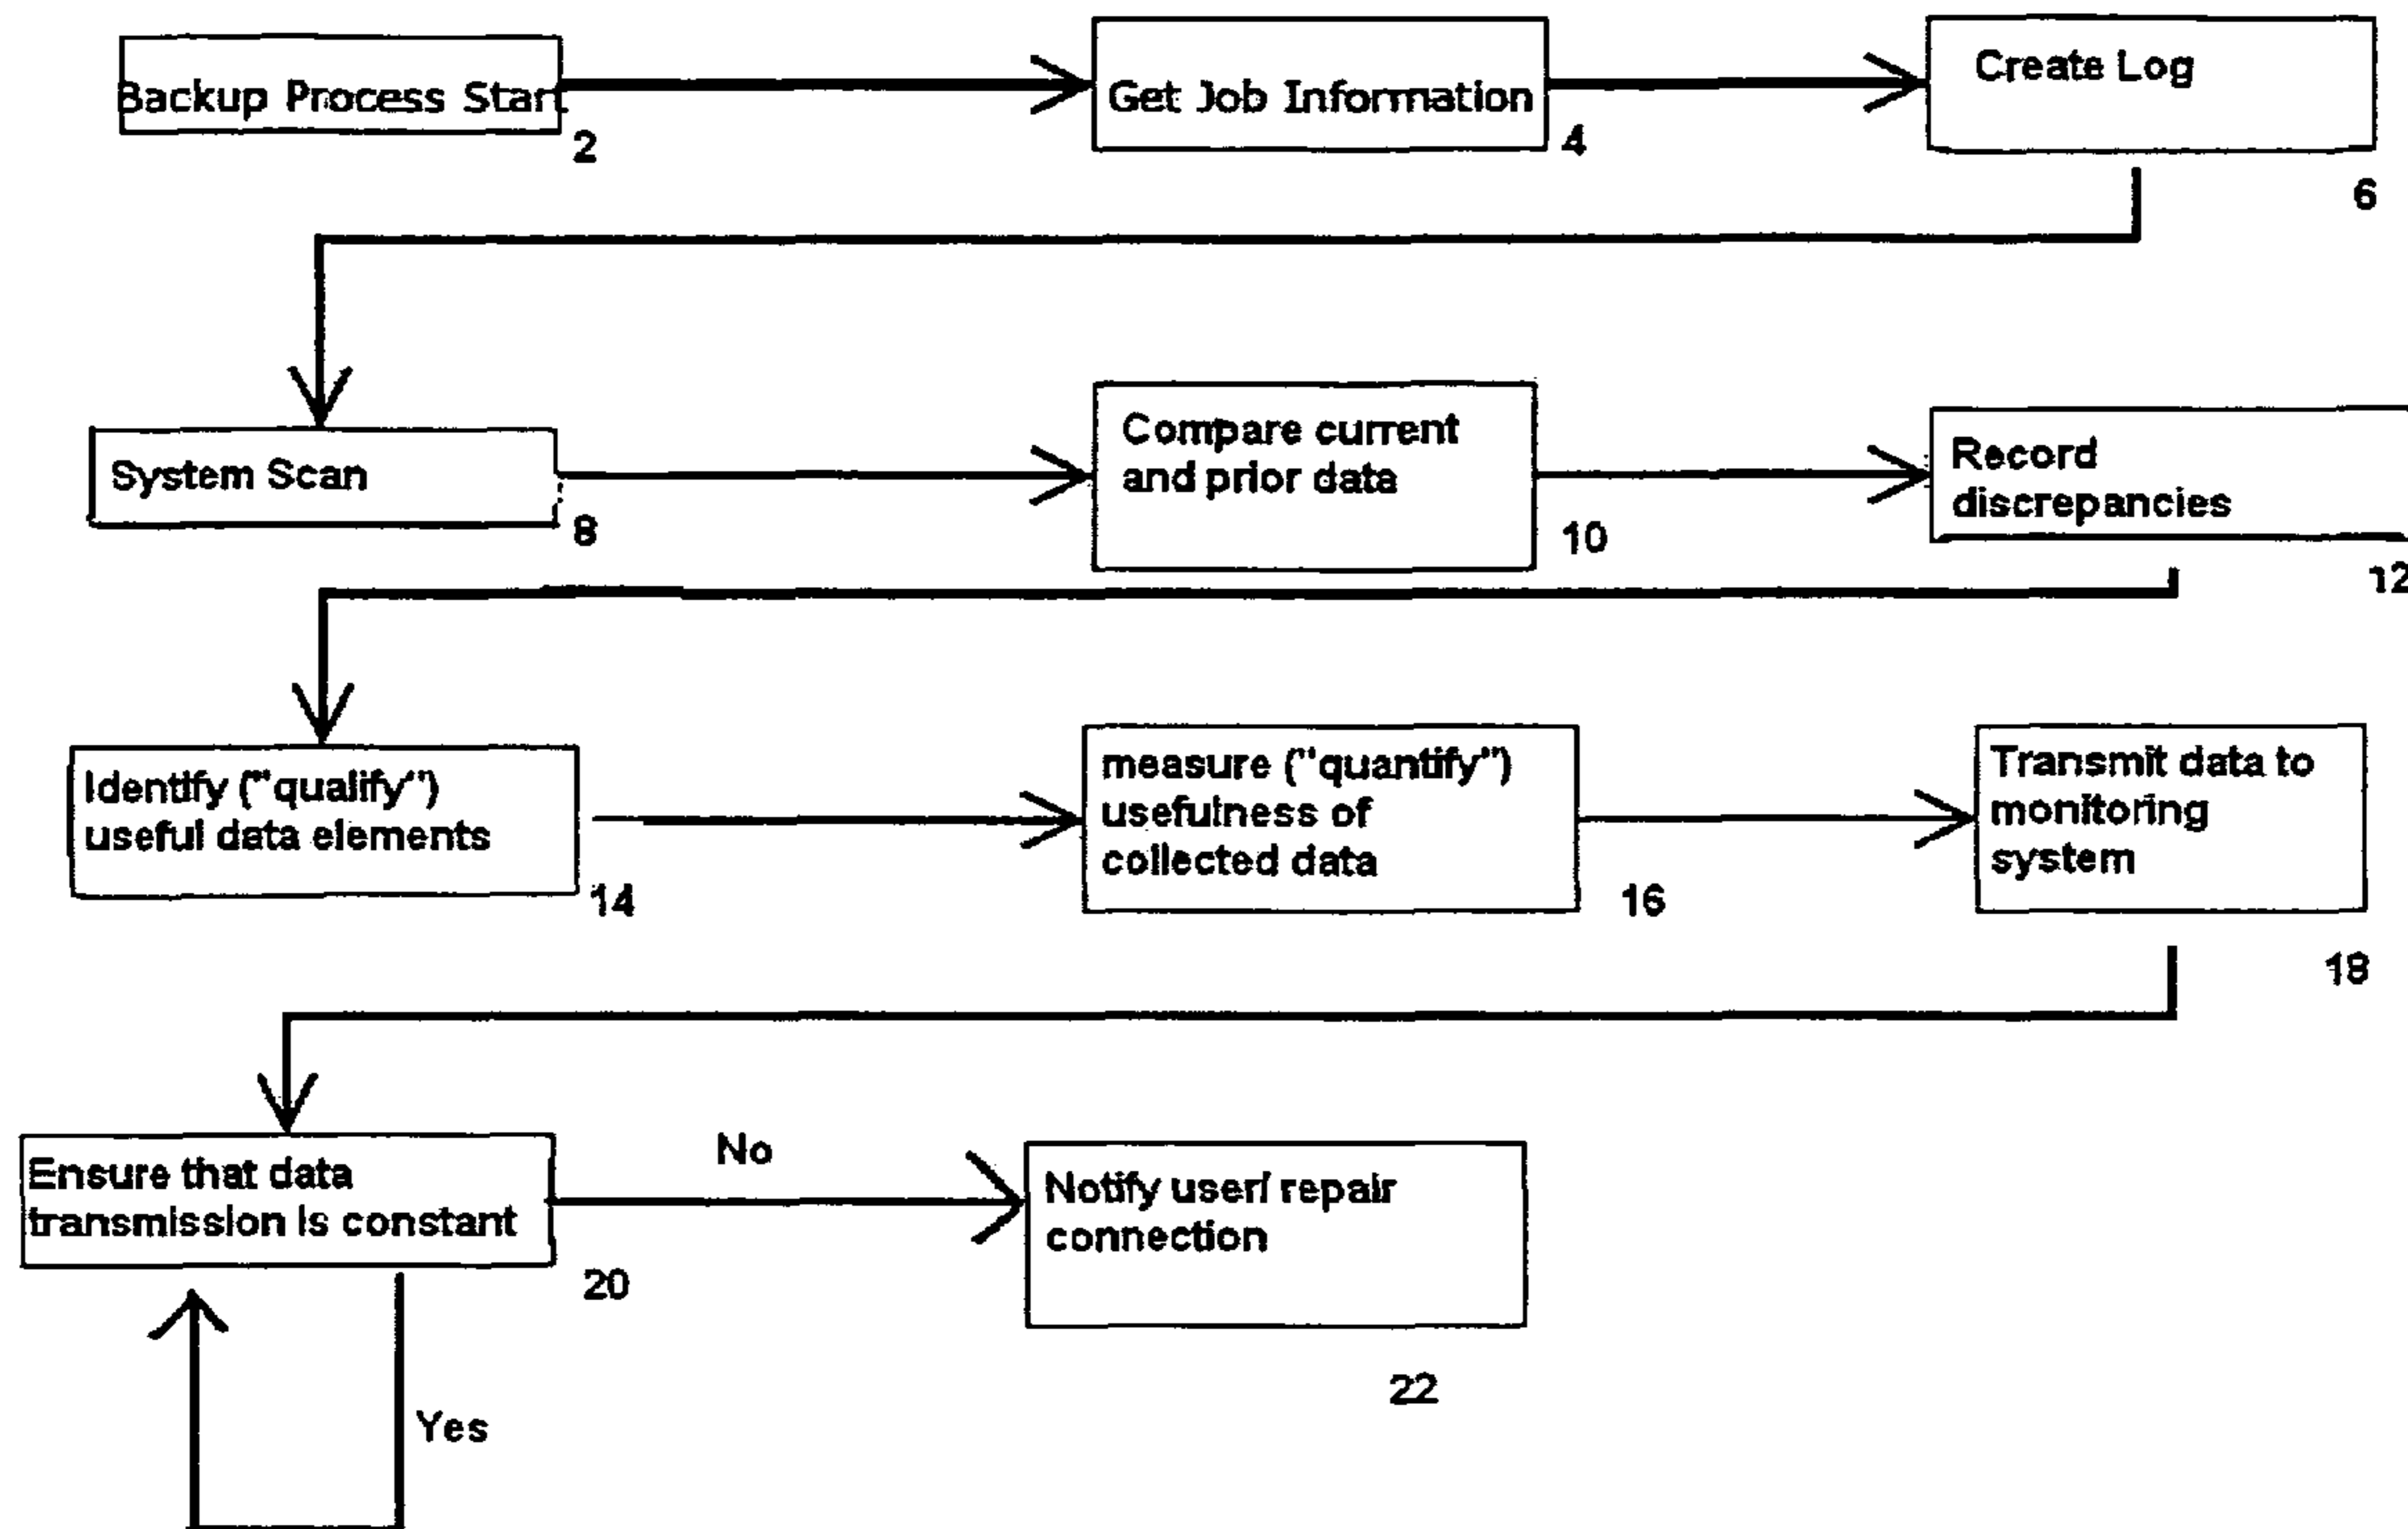 Backup Process Start
2
Get Job Information
4
Create Log
6
System Scan
8
Compare current
and prior data
10
Record
discrepancies
12
Identify ("qualify")
useful data elements
14
measure ("quantify")
usefulness of
collected data
16
Transmit data to
monitoring
system
18
Ensure that data
transmission is constant
20
No
Notify user/ repair
connection
22
Yes